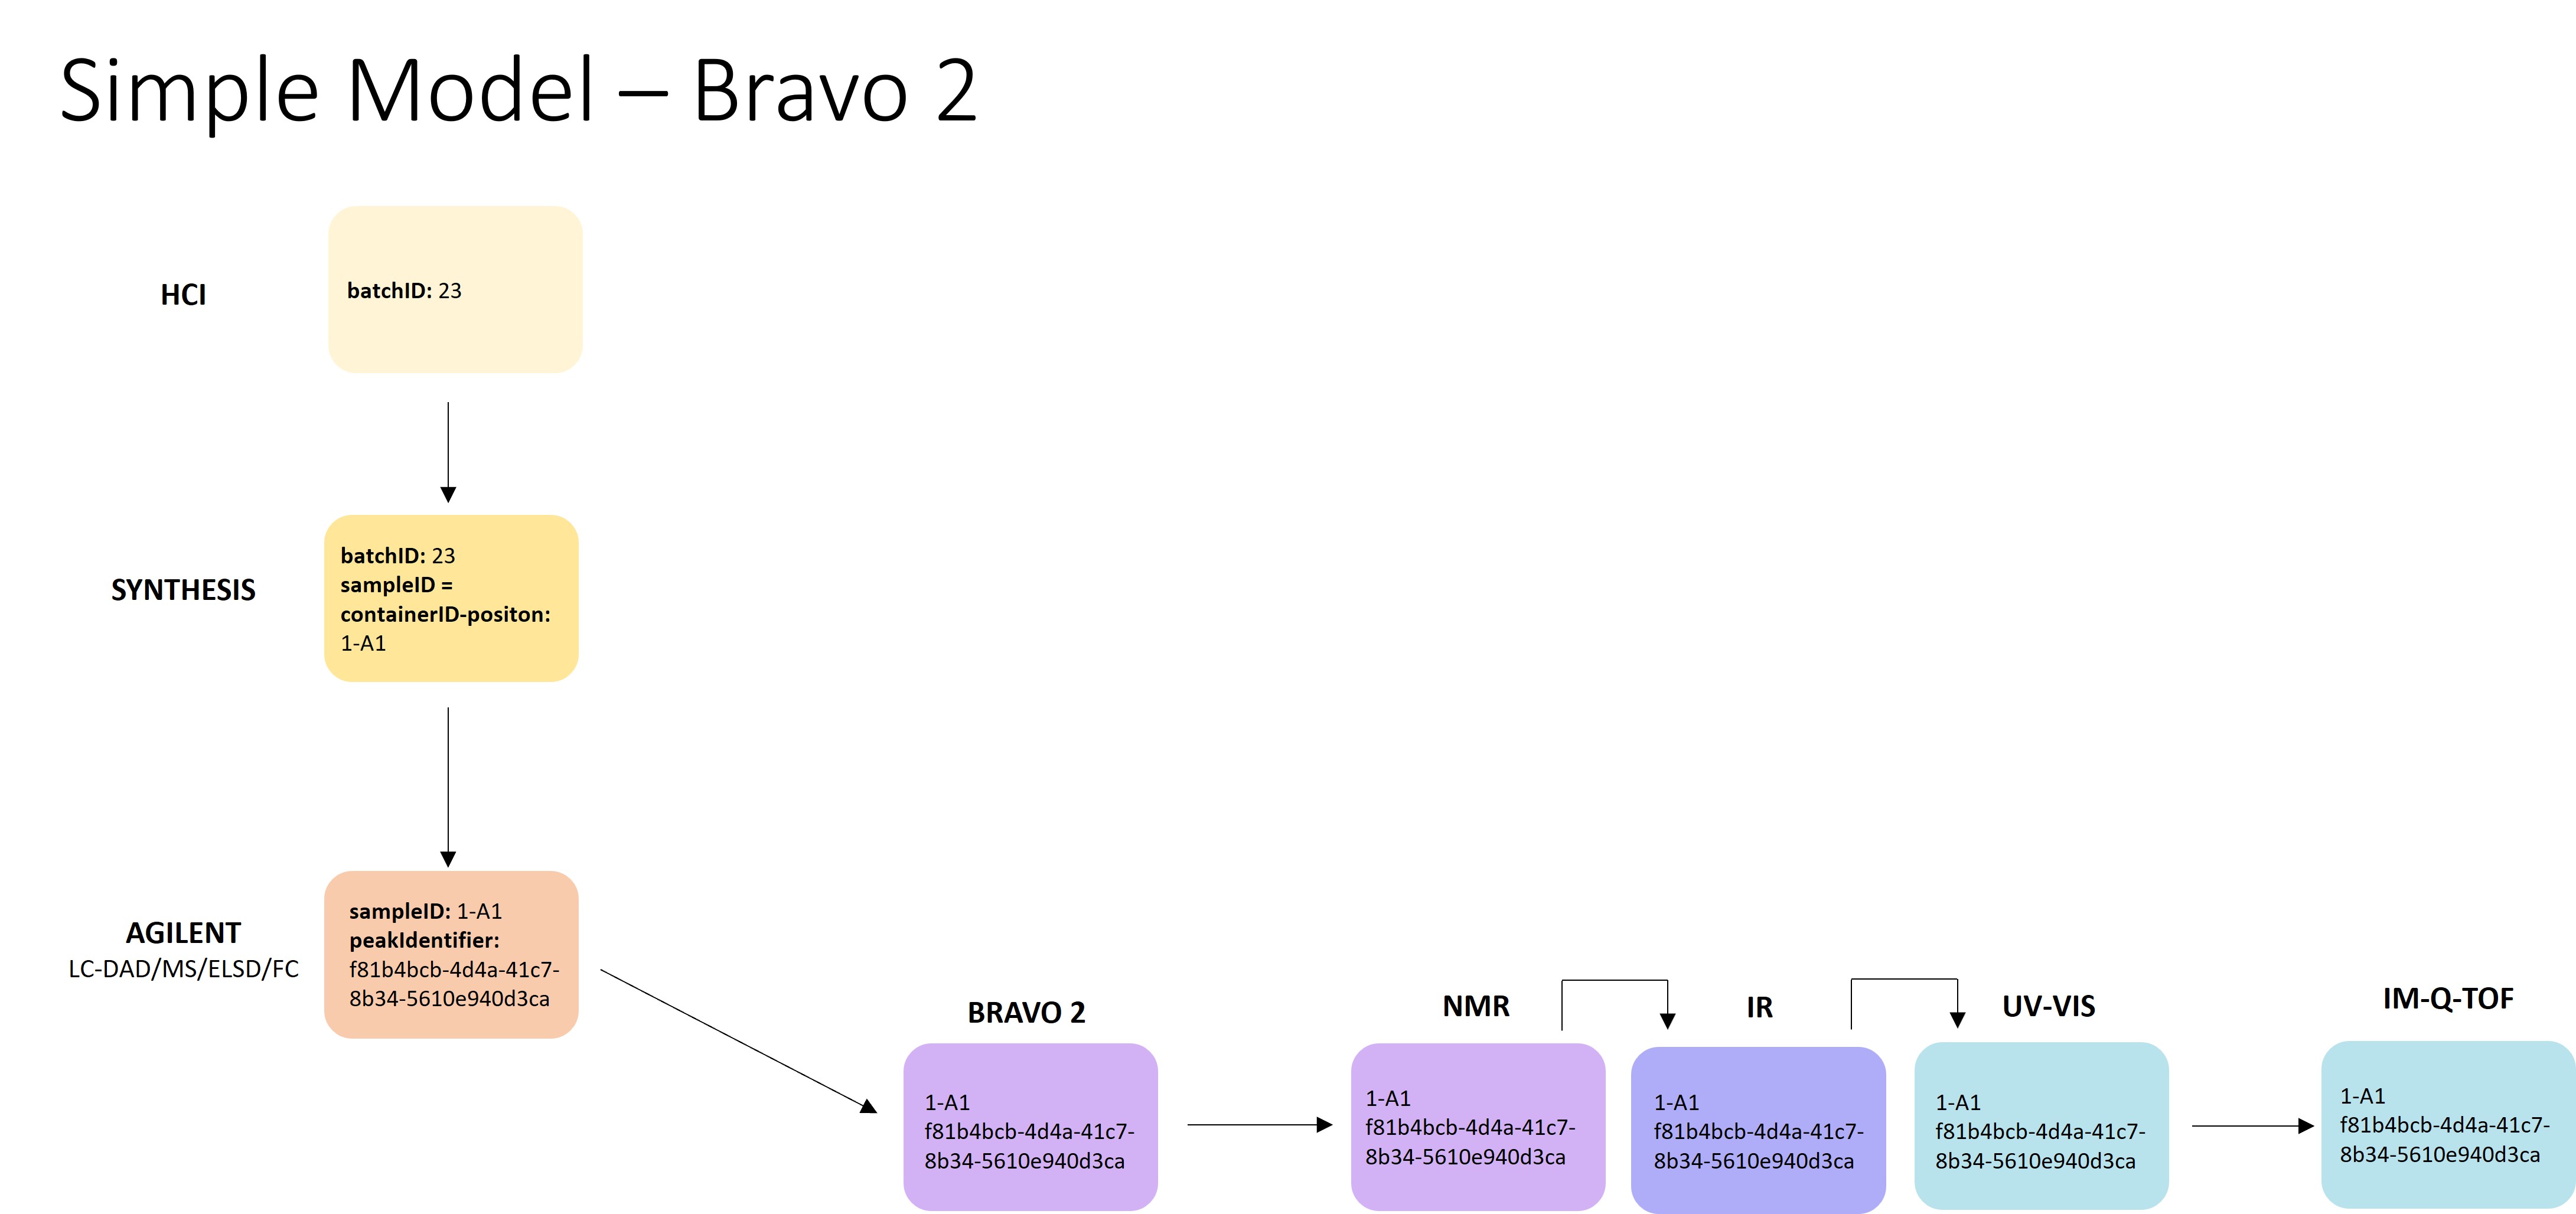 Simple Model – Bravo 2
HCI
batchID: 23
SYNTHESIS
batchID: 23
sampleID =
containerID-positon:
1-A1
AGILENT
LC-DAD/MS/ELSD/FC
sampleID: 1-A1
peakIdentifier:
f81b4bcb-4d4a-41c7-
8b34-5610e940d3ca
BRAVO 2
1-A1
f81b4bcb-4d4a-41c7-
8b34-5610e940d3ca
NMR
1-A1
f81b4bcb-4d4a-41c7-
8b34-5610e940d3ca
IR
1-A1
f81b4bcb-4d4a-41c7-
8b34-5610e940d3ca
UV-VIS
1-A1
f81b4bcb-4d4a-41c7-
8b34-5610e940d3ca
IM-Q-TOF
1-A1
f81b4bcb-4d4a-41c7-
8b34-5610e940d3ca